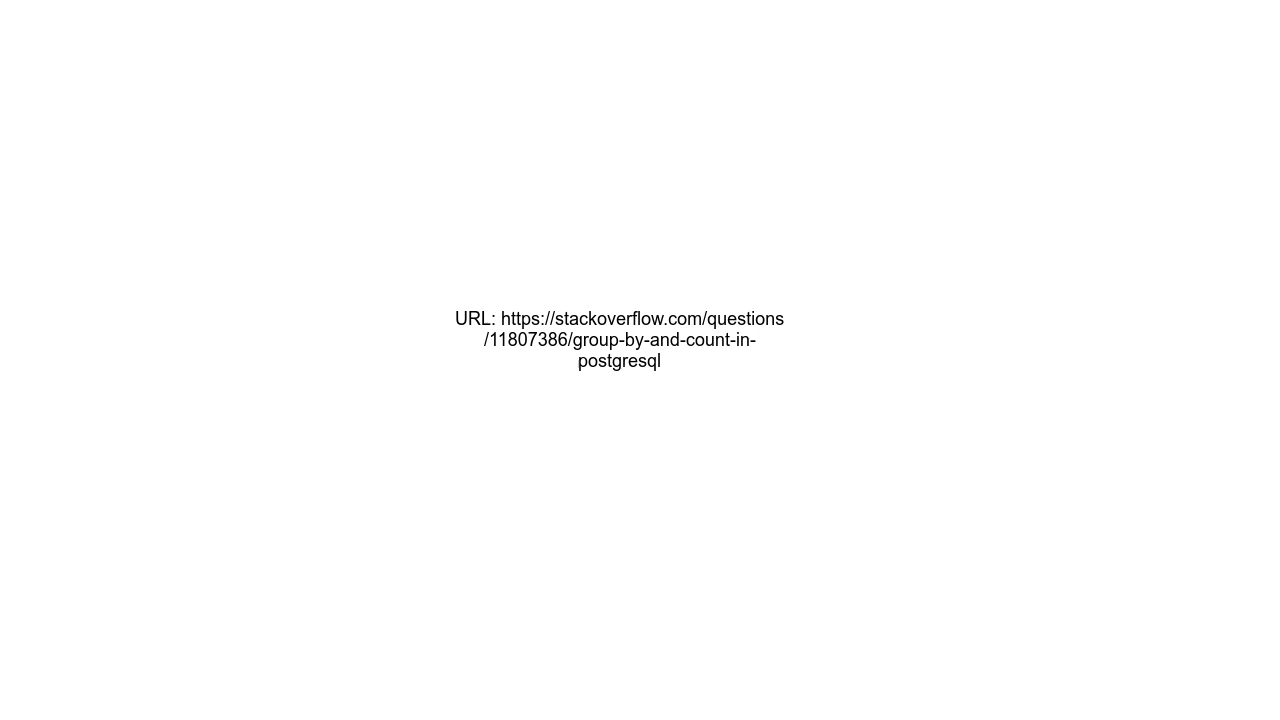 URL: https://stackoverflow.com/questions
/11807386/group-by-and-count-in-
postgresql